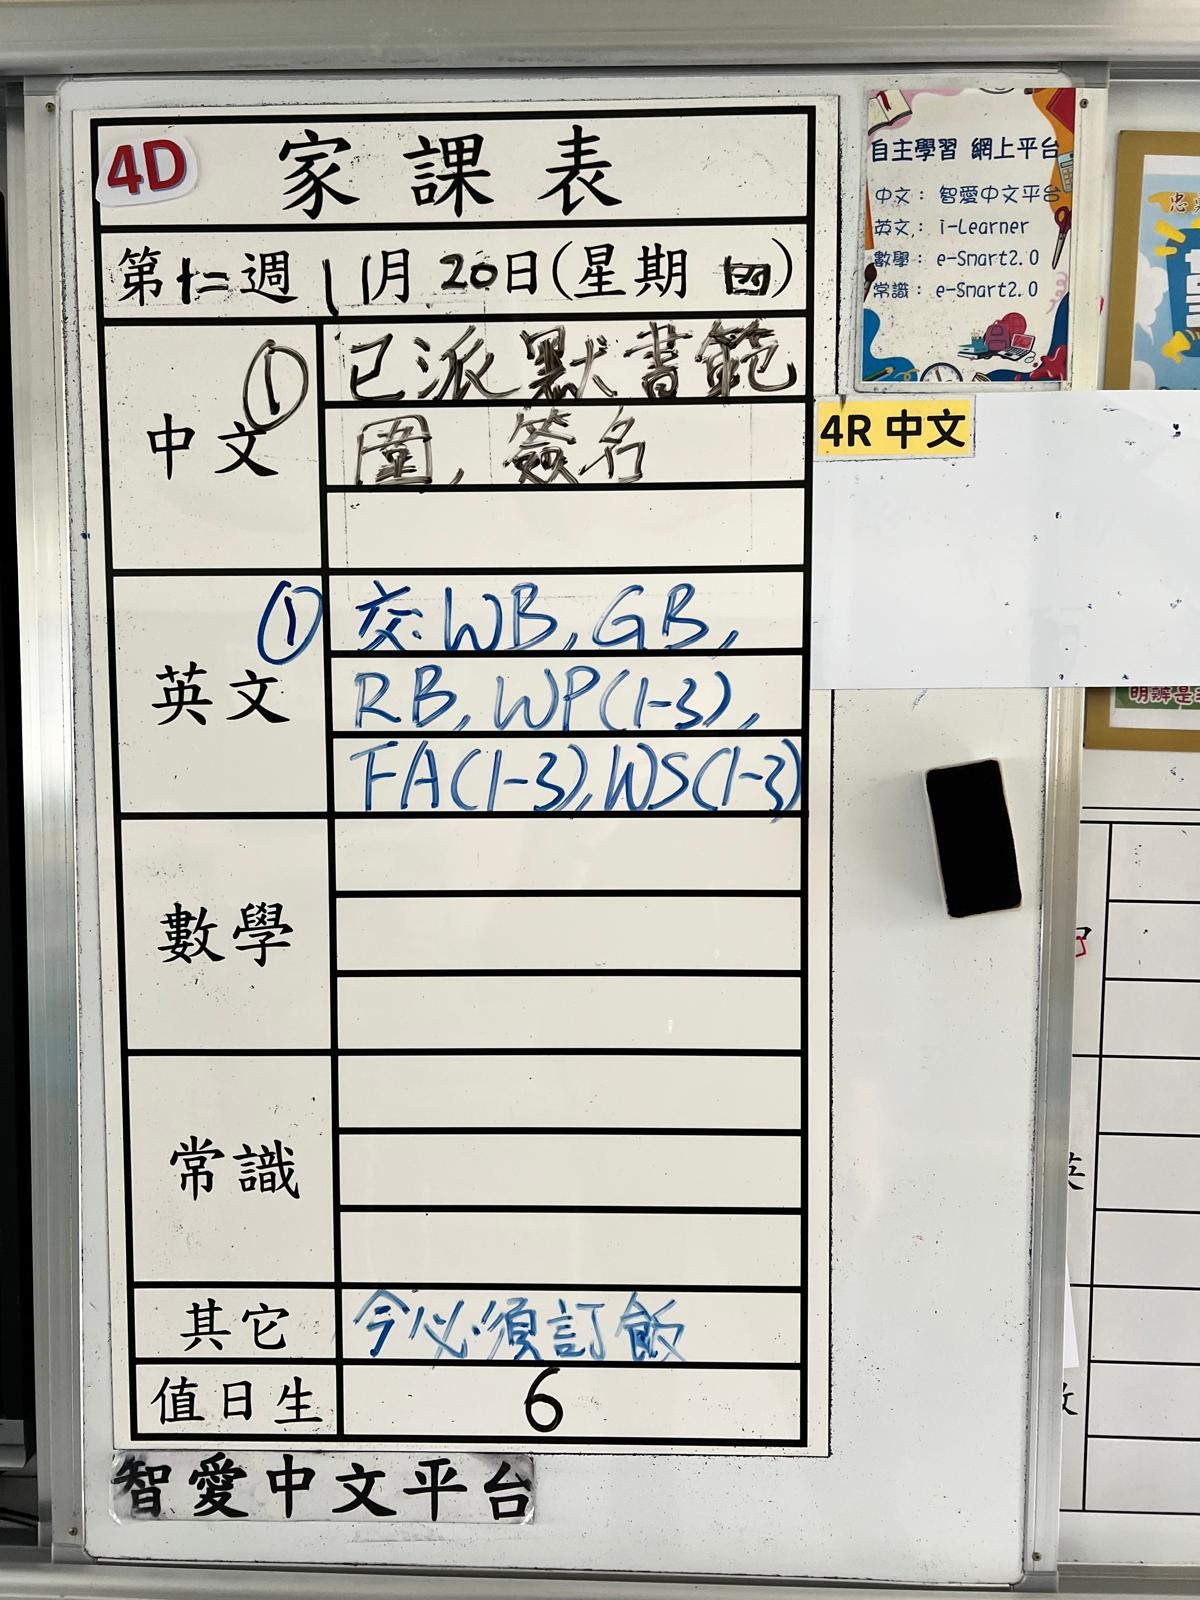 4D 家課表
第十二週 11月20日(星期四)
中文
① 已派默書範
圍，簽名
英文
① 交:WB, GB,
RB, WP(1-3),
FA(1-3), WS(1-3)
數學
常識
其它
今必須訂飯
值日生
6
智愛中文平台
自主學習 網上平台
中文： 智愛中文平台
英文： i-Learner
數學： e-Smart2.0
常識： e-Smart2.0
4R 中文
明辨是